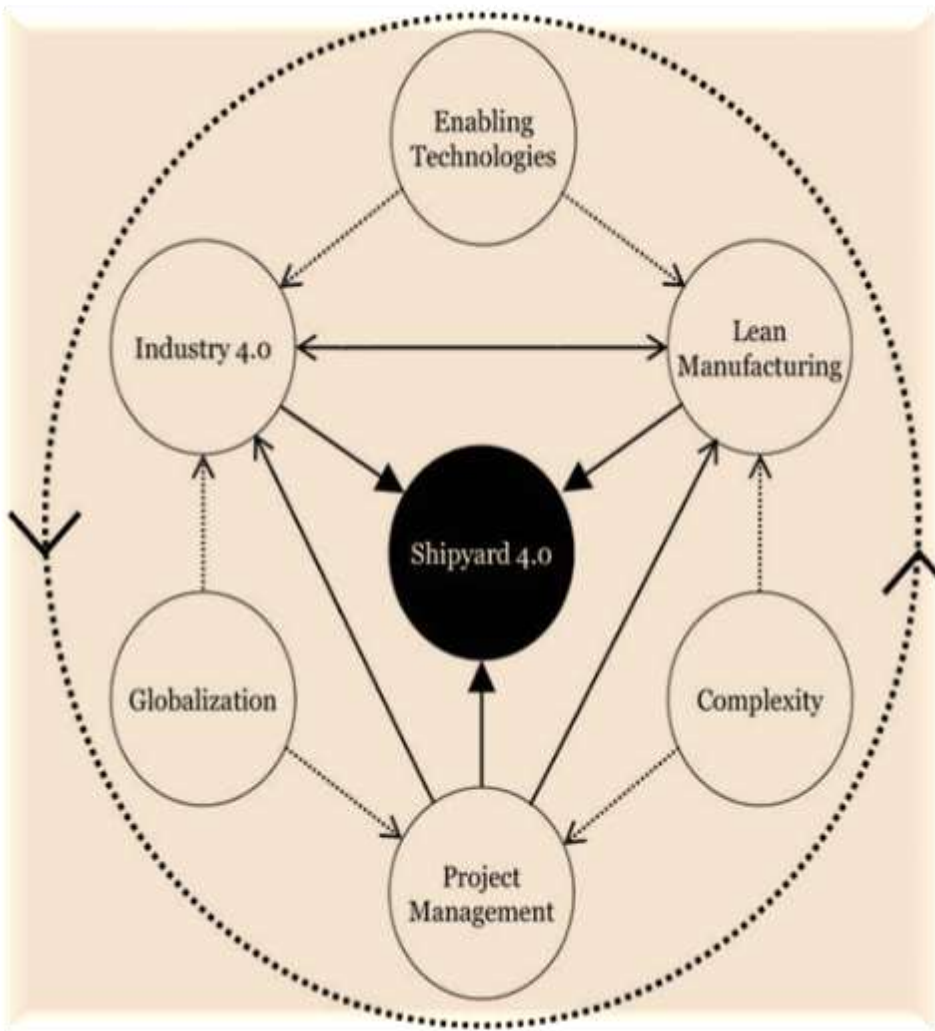 Enabling
Technologies
Industry 4.0
Lean
Manufacturing
Shipyard 4.0
Globalization
Complexity
Project
Management